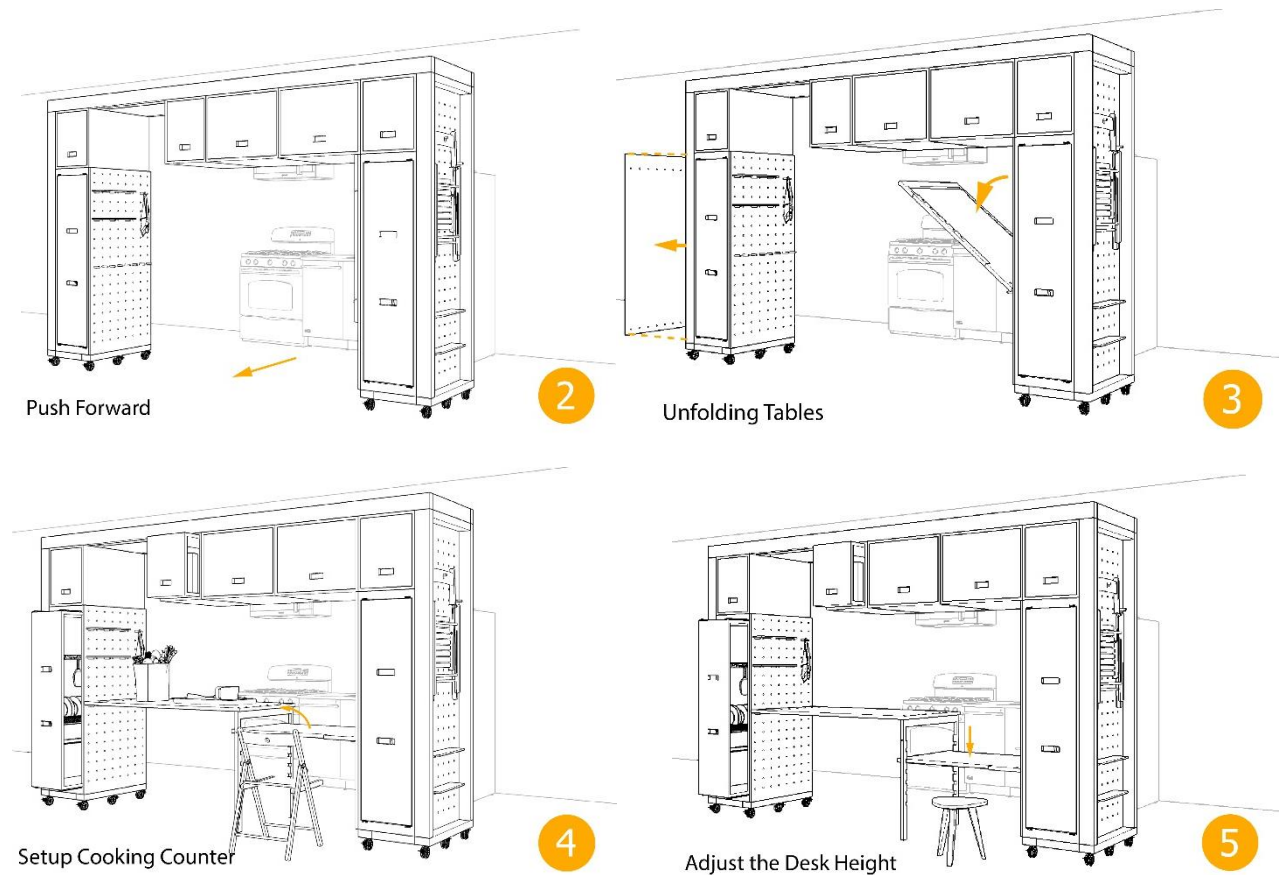 Push Forward
2
Unfolding Tables
3
Setup Cooking Counter
4
Adjust the Desk Height
5